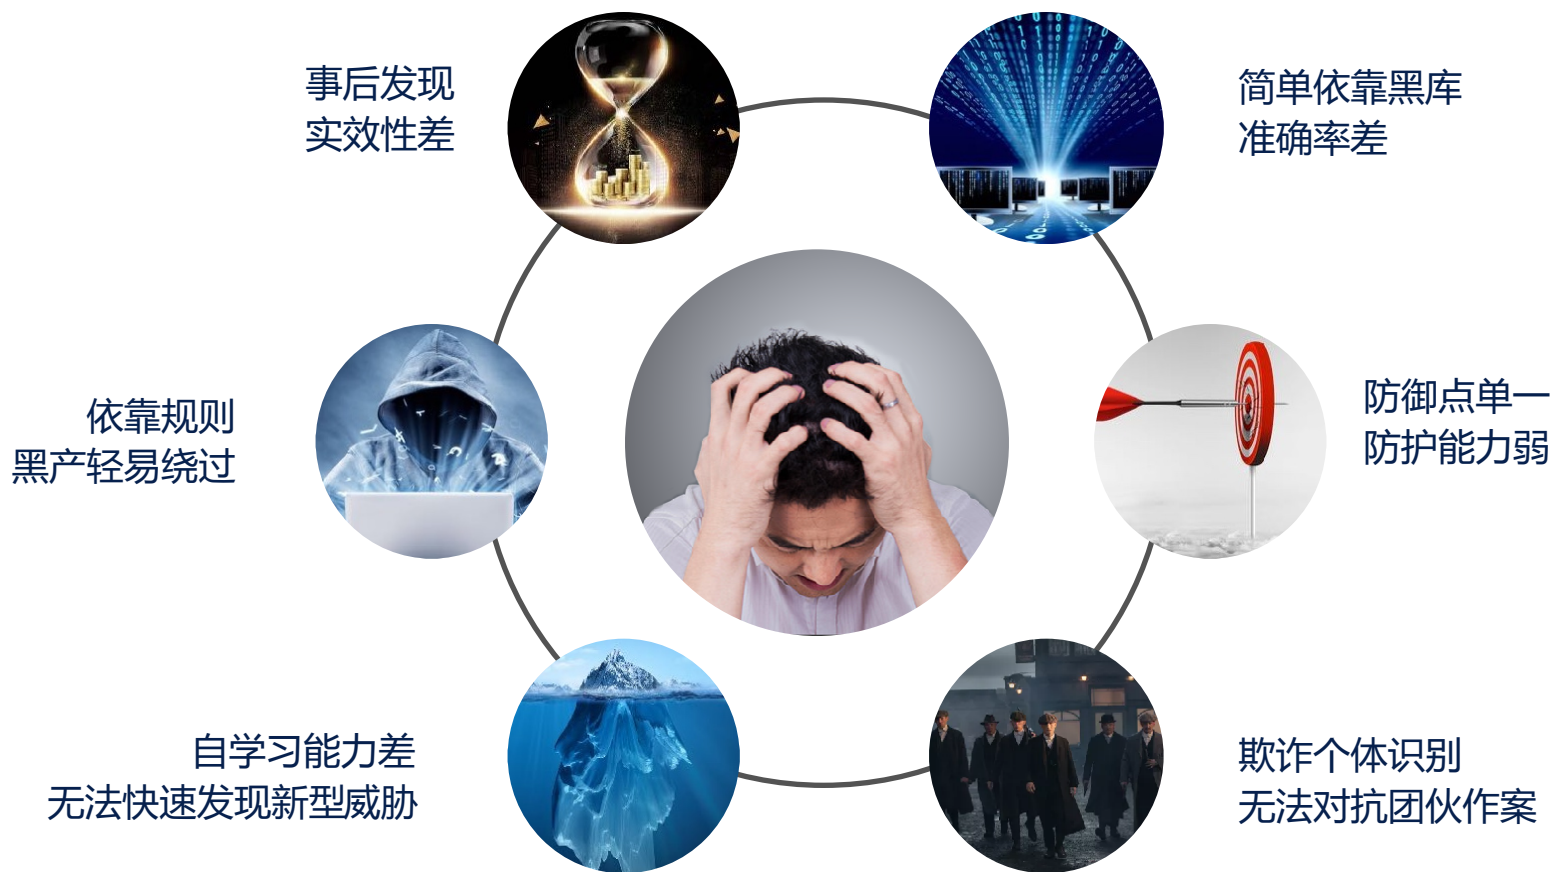 事后发现
实效性差
简单依靠黑库
准确率差
依靠规则
黑产轻易绕过
防御点单一
防护能力弱
自学习能力差
无法快速发现新型威胁
欺诈个体识别
无法对抗团伙作案